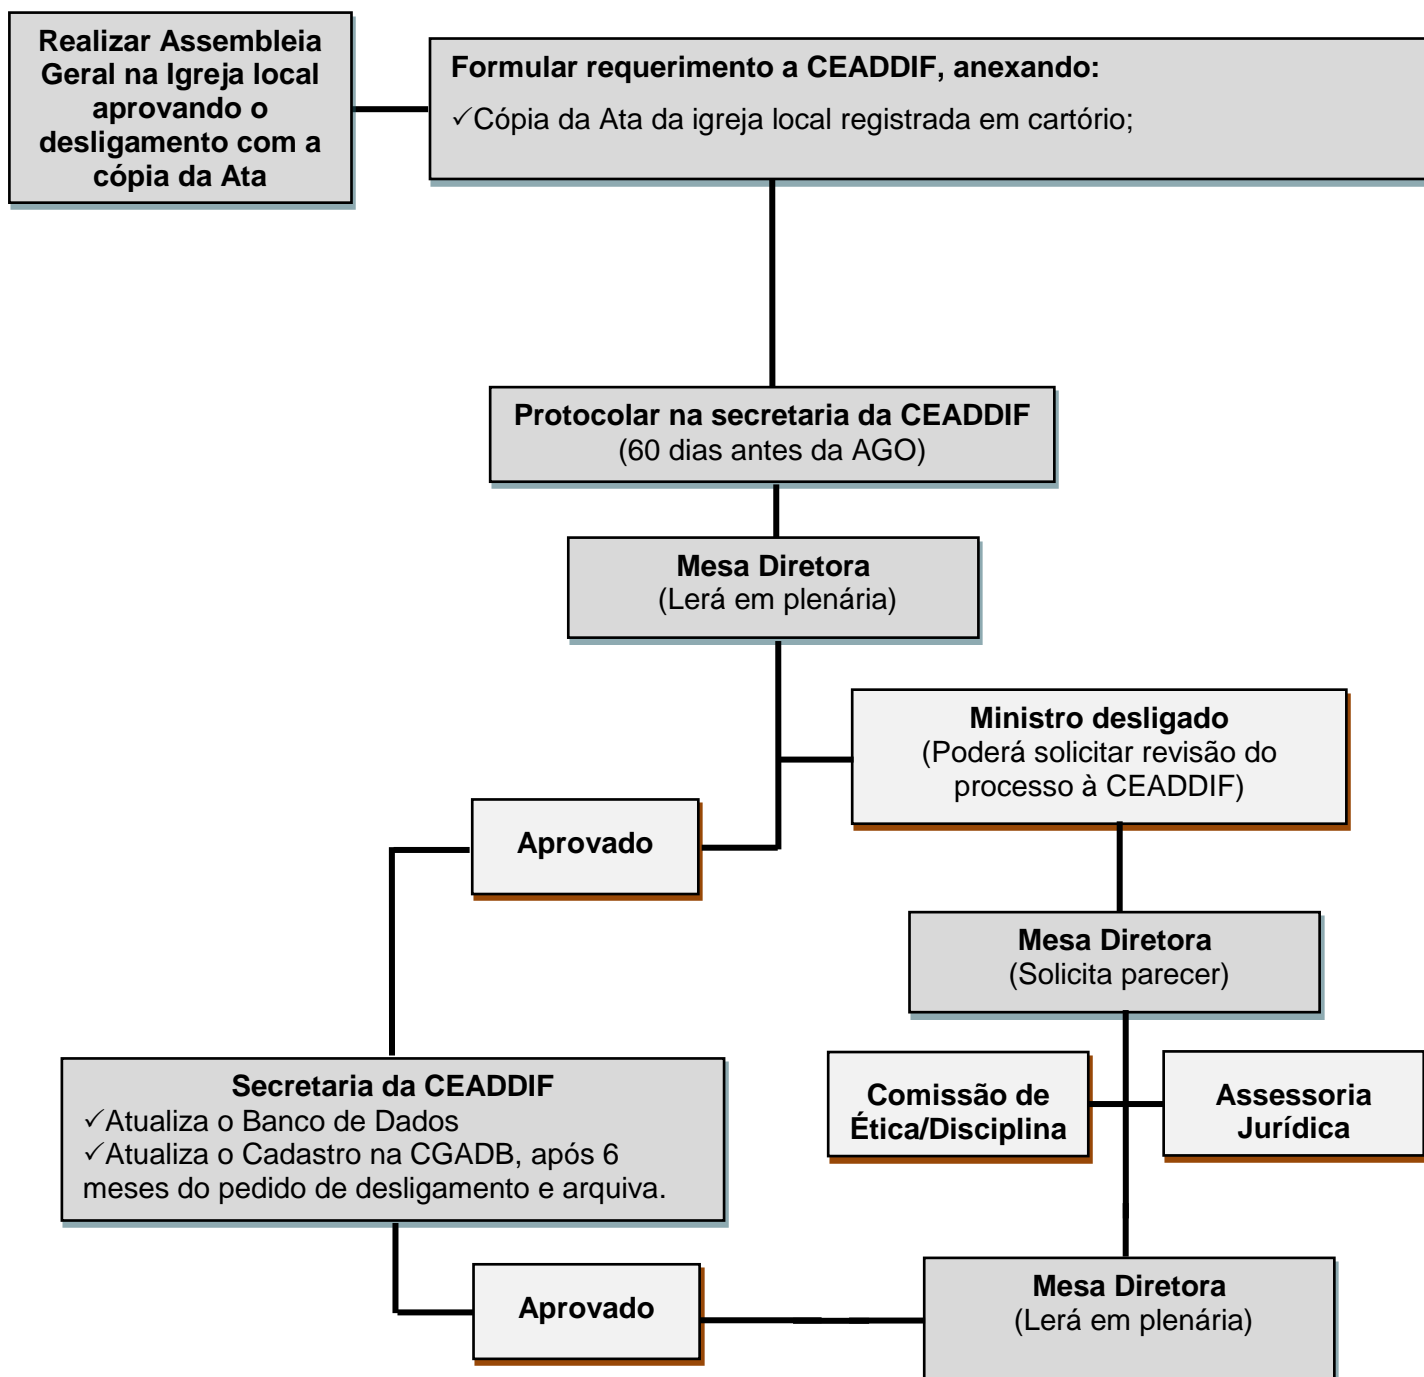 Realizar Assembleia
Geral na Igreja local
aprovando o
desligamento com a
cópia da Ata
Formular requerimento a CEADDIF, anexando:
✓Cópia da Ata da igreja local registrada em cartório;
Protocolar na secretaria da CEADDIF
(60 dias antes da AGO)
Mesa Diretora
(Lerá em plenária)
Ministro desligado
(Poderá solicitar revisão do
processo à CEADDIF)
Aprovado
Mesa Diretora
(Solicita parecer)
Comissão de
Ética/Disciplina
Assessoria
Jurídica
Secretaria da CEADDIF
✓Atualiza o Banco de Dados
✓Atualiza o Cadastro na CGADB, após 6
meses do pedido de desligamento e arquiva.
Aprovado
Mesa Diretora
(Lerá em plenária)